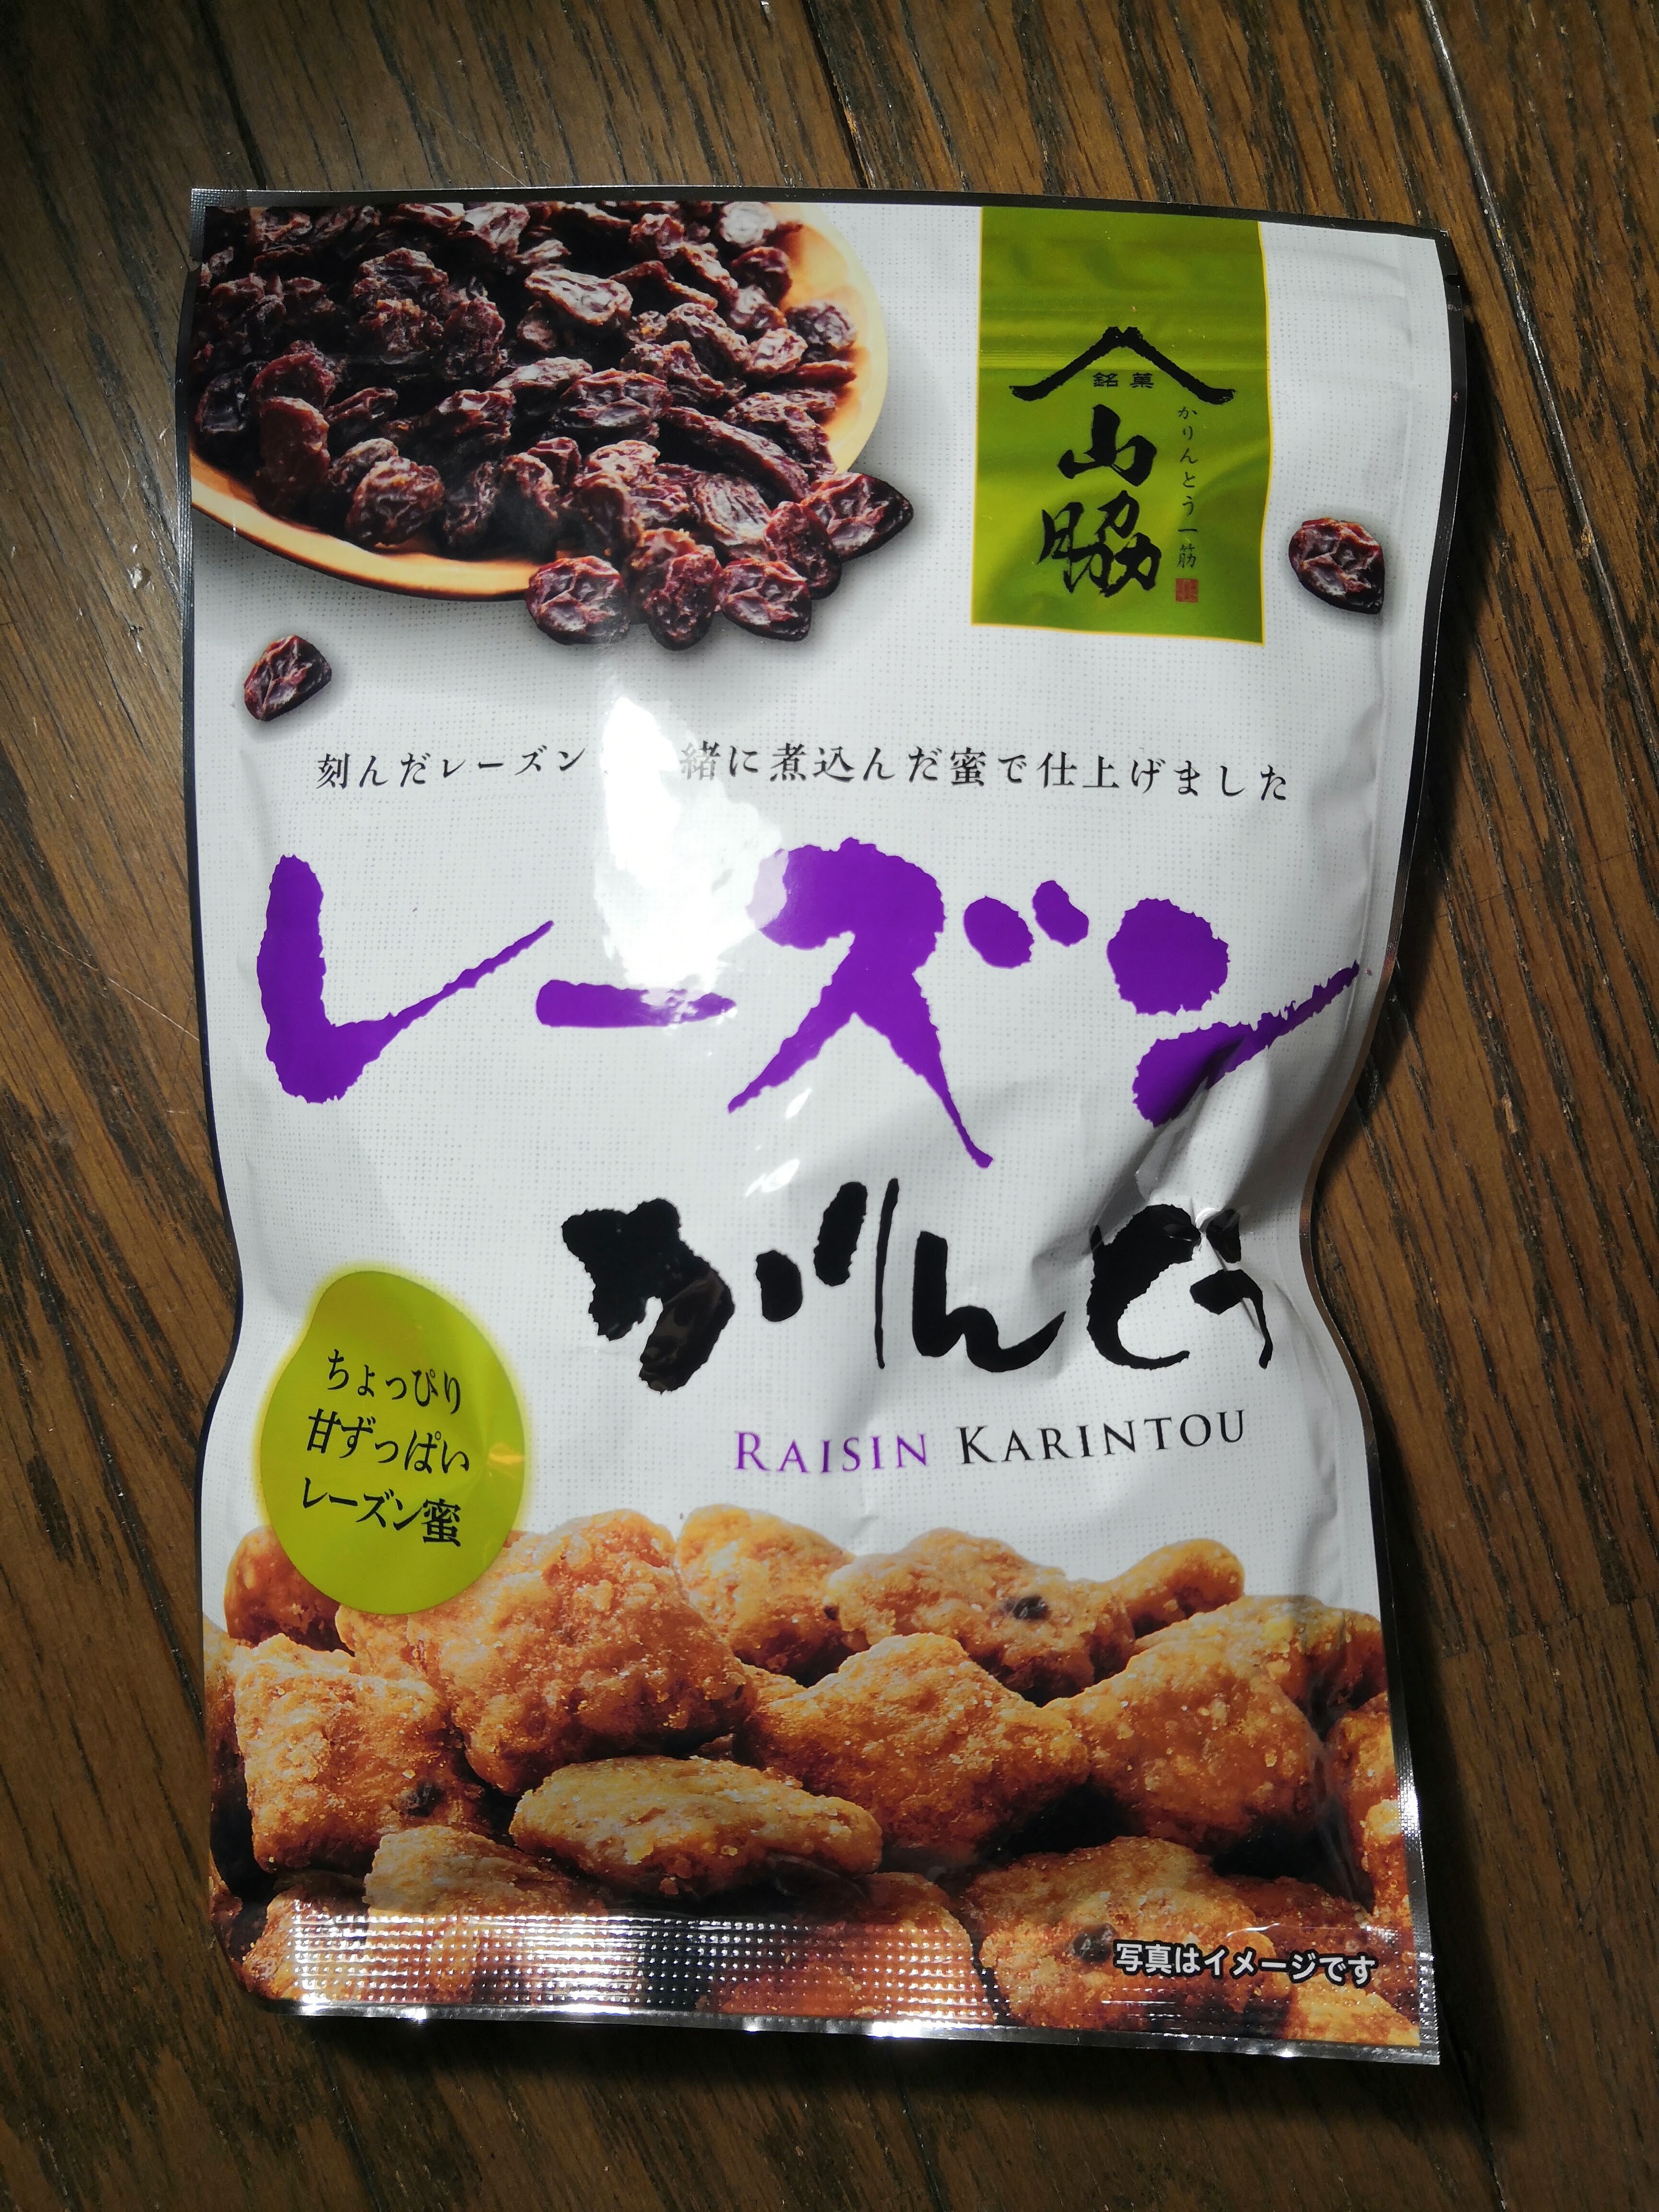 銘菓
山脇
かりんとう一筋
刻んだレーズン 緒に煮込んだ蜜で仕上げました
レーズン
かりんとう
RAISIN KARINTOU
ちょっぴり
甘ずっぱい
レーズン蜜
写真はイメージです